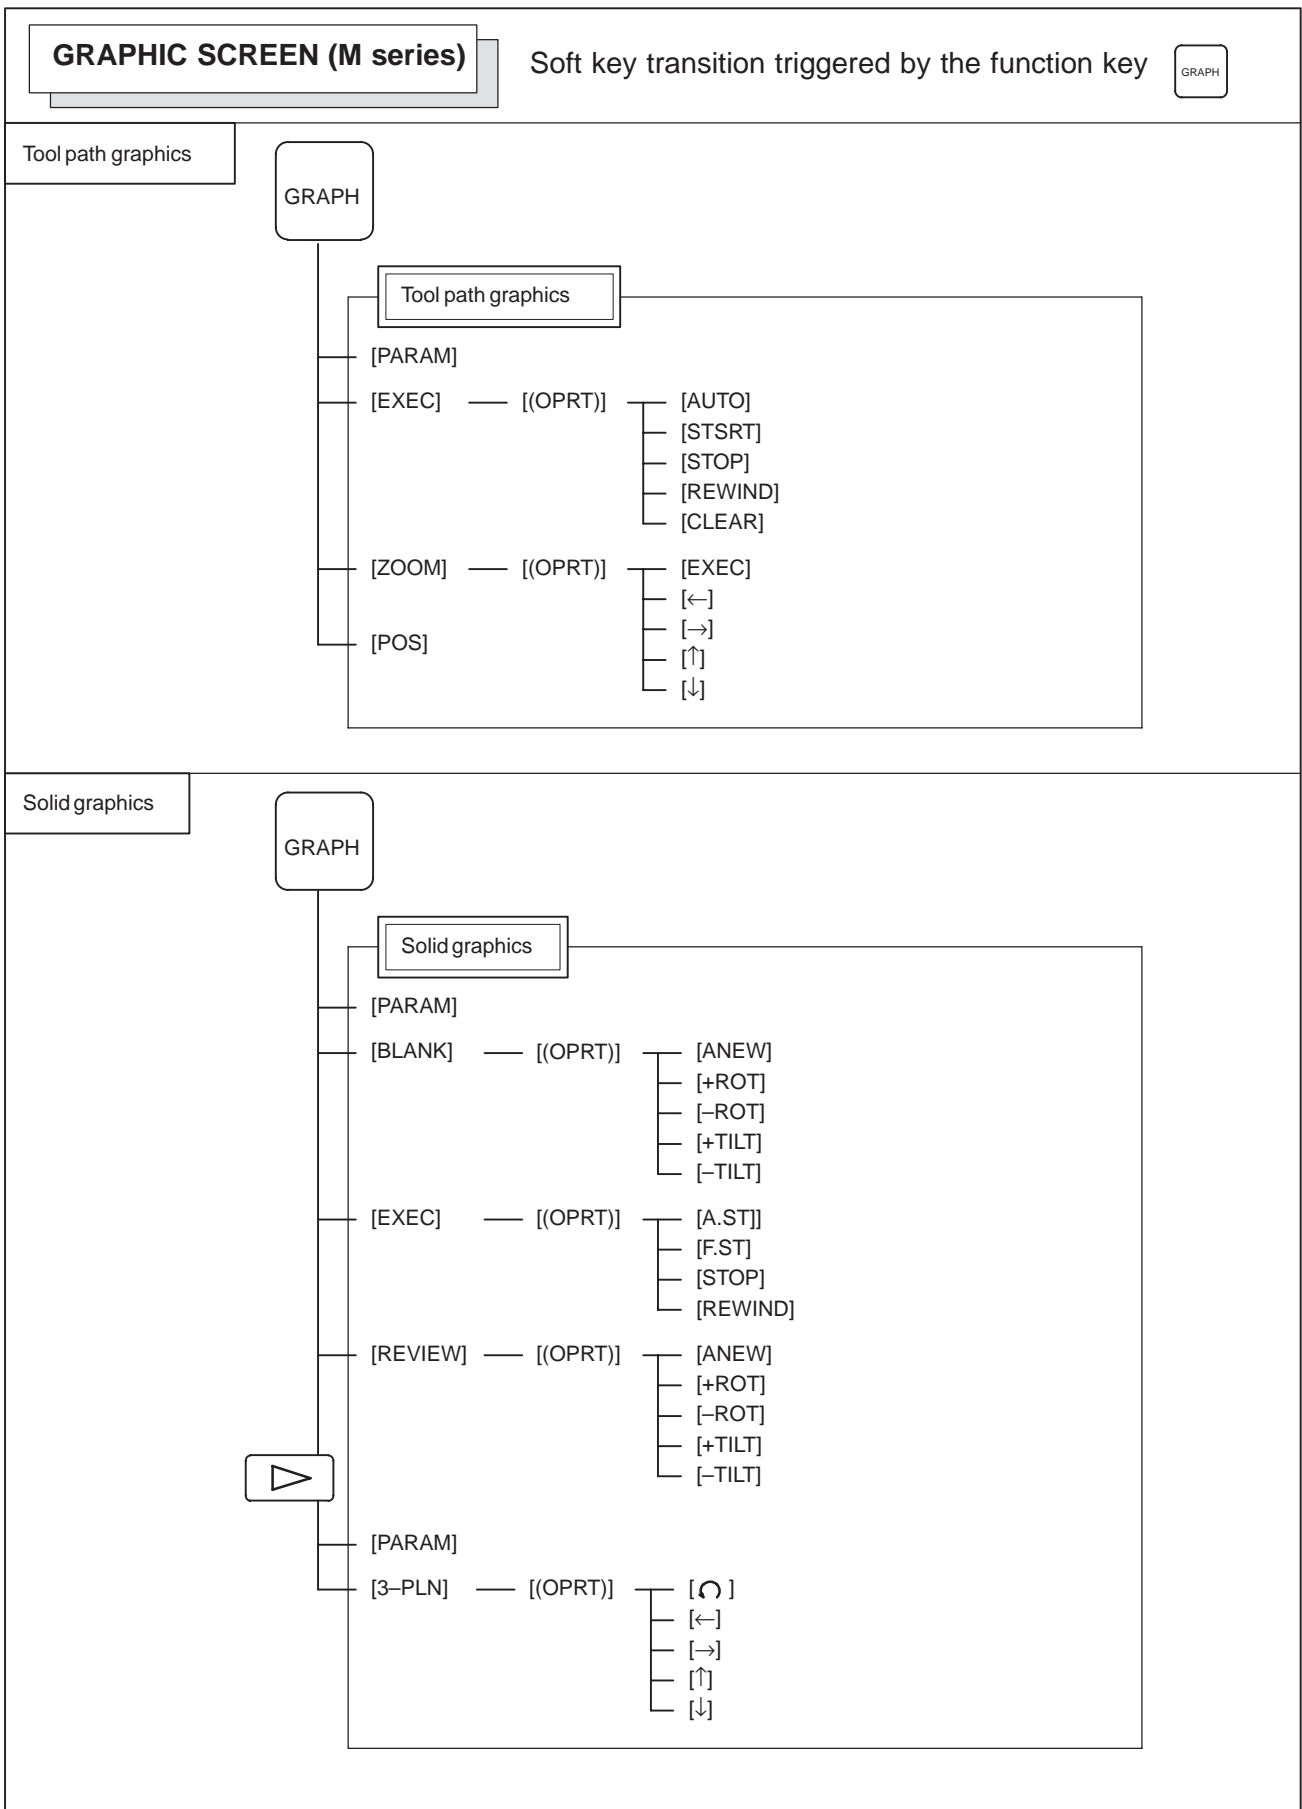 GRAPHIC SCREEN (M series)
Soft key transition triggered by the function key GRAPH
Tool path graphics
GRAPH
Tool path graphics
[PARAM]
[EXEC] [(OPRT)] [AUTO]
[STSRT]
[STOP]
[REWIND]
[CLEAR]
[ZOOM] [(OPRT)] [EXEC]
[←]
[→]
[POS]
[↑]
[↓]
Solid graphics
GRAPH
Solid graphics
[PARAM]
[BLANK] [(OPRT)] [ANEW]
[+ROT]
[–ROT]
[+TILT]
[–TILT]
[EXEC] [(OPRT)] [A.ST]]
[F.ST]
[STOP]
[REWIND]
[REVIEW] [(OPRT)] [ANEW]
[+ROT]
[–ROT]
[+TILT]
[–TILT]
[PARAM]
[3–PLN] [(OPRT)] [ ]
[←]
[→]
[↑]
[↓]